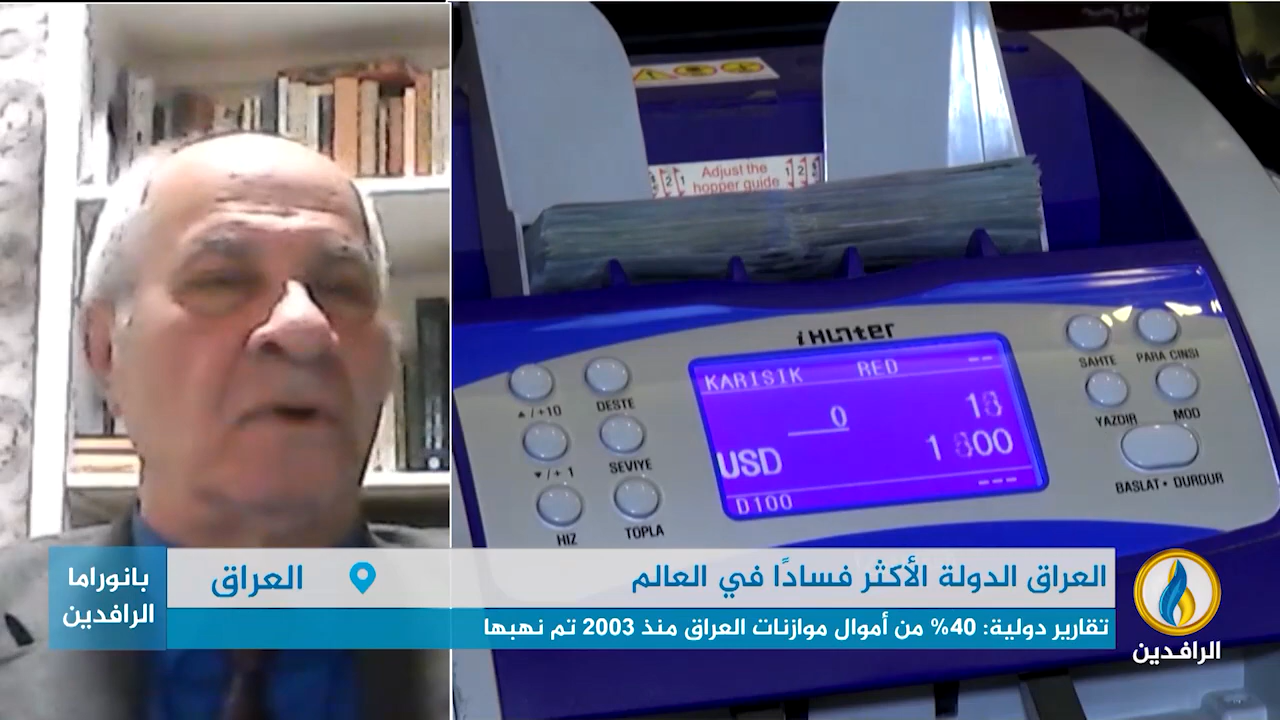 Adjust the
hopper guide
iHUnter
KARISIK RED --
0
USD
D100 ---
▲/+10
DESTE
▼/+1
SEVIYE
HIZ
TOPLA
SAHTE
PARA CINSI
YAZDIR
MOD
BASLAT• DURDUR
العراق الدولة الأكثر فسادًا في العالم
العراق
تقارير دولية: 40% من أموال موازنات العراق منذ 2003 تم نهبها
بانوراما
الرافدين
الرافدين